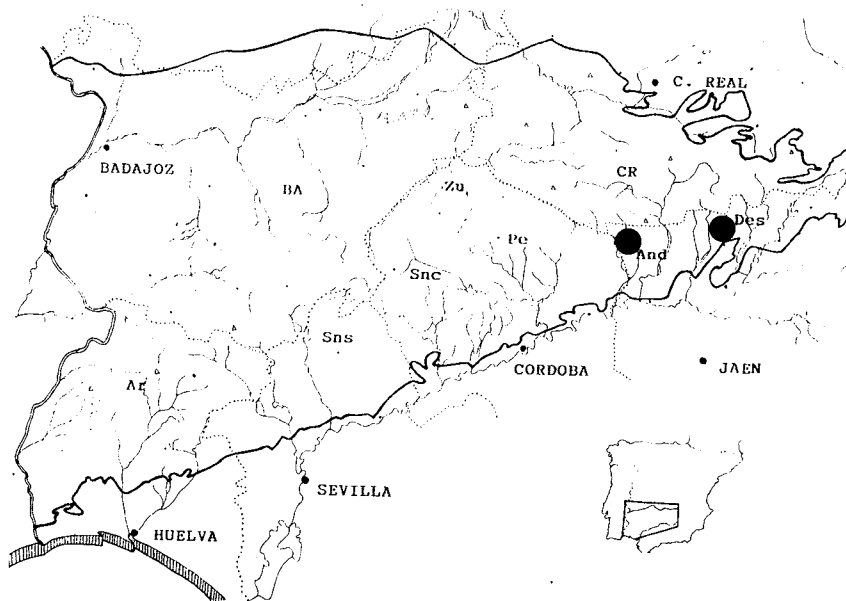 C. REAL
BADAJOZ
BA
Zu
CR
Des
Pe
And
Snc
Sns
CORDOBA
JAEN
Ar
SEVILLA
HUELVA